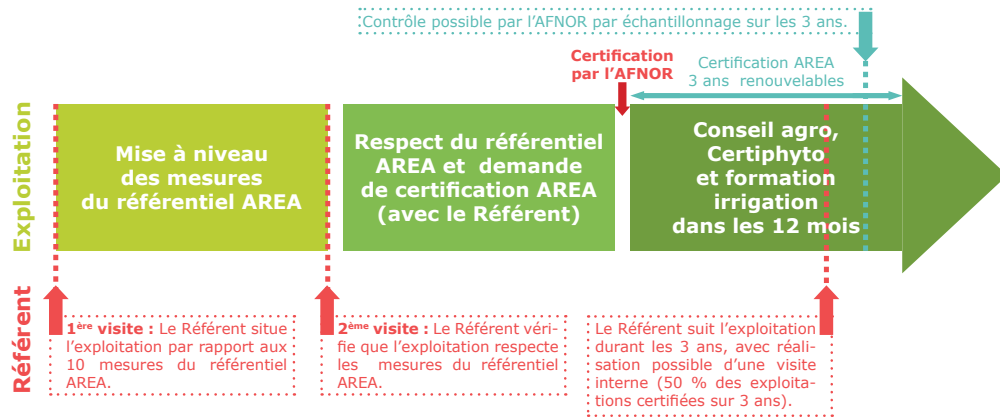 Contrôle possible par l'AFNOR par échantillonnage sur les 3 ans.
Certification
par l'AFNOR
Certification AREA
3 ans renouvelables
Exploitation
Mise à niveau
des mesures
du référentiel AREA
Respect du référentiel
AREA et demande
de certification AREA
(avec le Référent)
Conseil agro,
Certiphyto
et formation
irrigation
dans les 12 mois
Référent
1ère visite : Le Référent situe
l'exploitation par rapport aux
10 mesures du référentiel
AREA.
2ème visite : Le Référent véri-
fie que l'exploitation respecte
les mesures du référentiel
AREA.
Le Référent suit l'exploitation
durant les 3 ans, avec réali-
sation possible d'une visite
interne (50 % des exploita-
tions certifiées sur 3 ans).